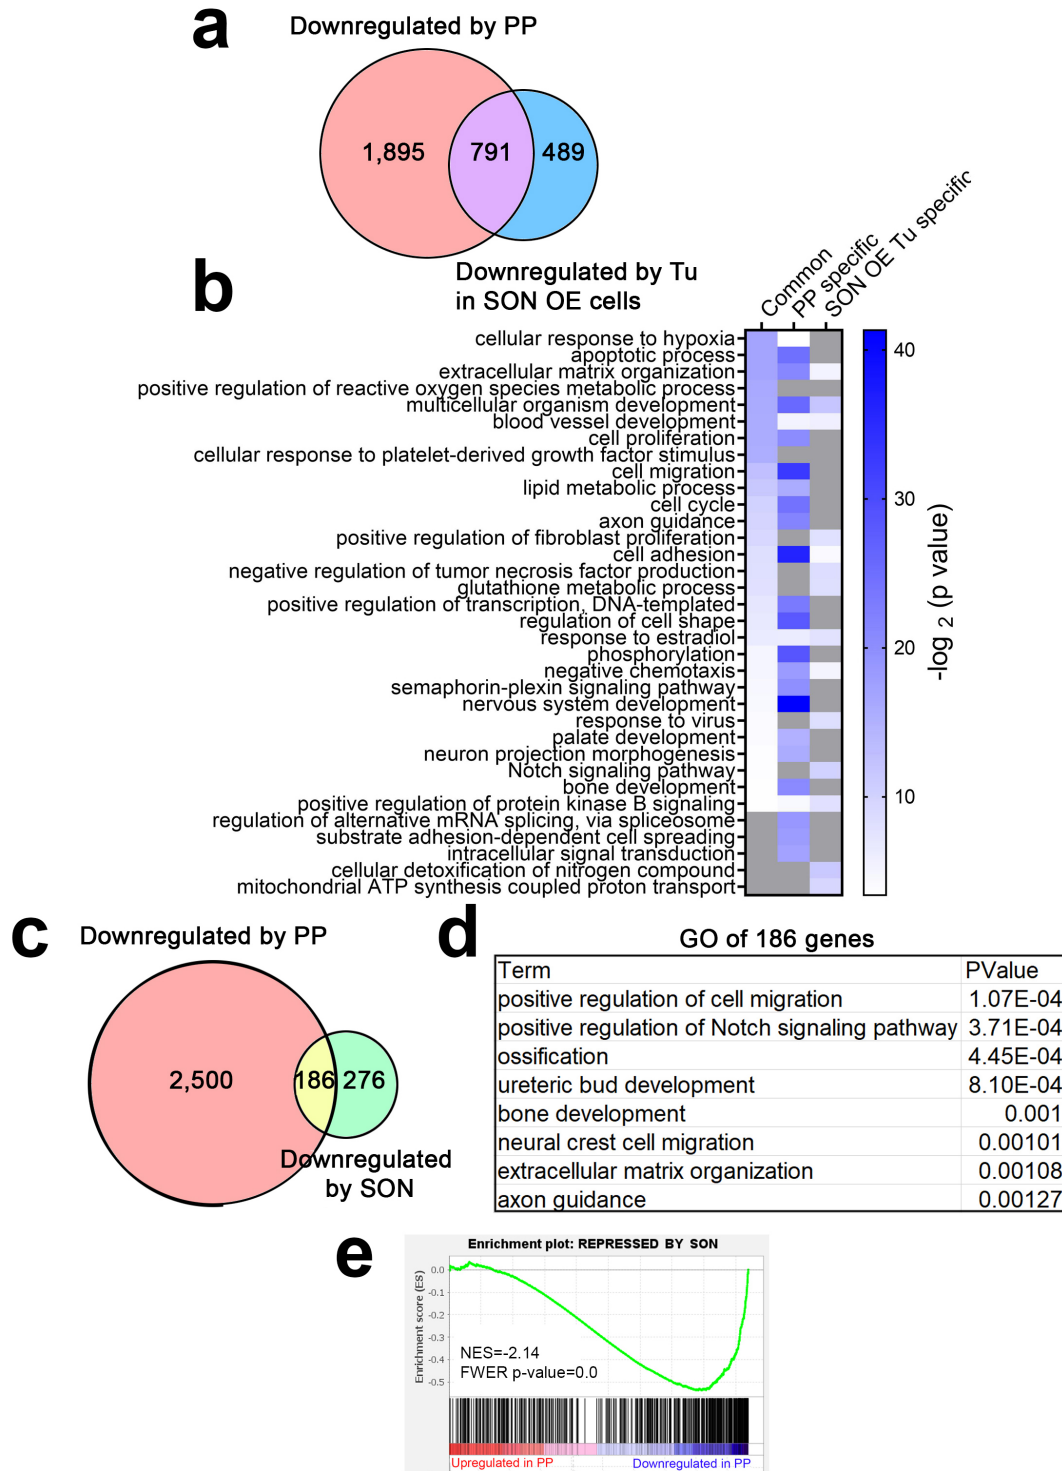 a
Downregulated by PP
1,895
791
489
Downregulated by Tu
in SON OE cells
b
Common
PP specific
SON OE Tu specific
cellular response to hypoxia
apoptotic process
extracellular matrix organization
positive regulation of reactive oxygen species metabolic process
multicellular organism development
blood vessel development
cell proliferation
cellular response to platelet-derived growth factor stimulus
cell migration
lipid metabolic process
cell cycle
axon guidance
positive regulation of fibroblast proliferation
cell adhesion
negative regulation of tumor necrosis factor production
glutathione metabolic process
positive regulation of transcription, DNA-templated
regulation of cell shape
response to estradiol
phosphorylation
negative chemotaxis
semaphorin-plexin signaling pathway
nervous system development
response to virus
palate development
neuron projection morphogenesis
Notch signaling pathway
bone development
positive regulation of protein kinase B signaling
regulation of alternative mRNA splicing, via spliceosome
substrate adhesion-dependent cell spreading
intracellular signal transduction
cellular detoxification of nitrogen compound
mitochondrial ATP synthesis coupled proton transport
40
30
20
10
-log 2 (p value)
c
Downregulated by PP
2,500
186
276
Downregulated
by SON
d
GO of 186 genes
Term PValue
positive regulation of cell migration 1.07E-04
positive regulation of Notch signaling pathway 3.71E-04
ossification 4.45E-04
ureteric bud development 8.10E-04
bone development 0.001
neural crest cell migration 0.00101
extracellular matrix organization 0.00108
axon guidance 0.00127
e
Enrichment plot: REPRESSED BY SON
Enrichment score (ES)
0.0
-0.1
-0.2
-0.3
-0.4
-0.5
NES=-2.14
FWER p-value=0.0
Upregulated in PP
Downregulated in PP